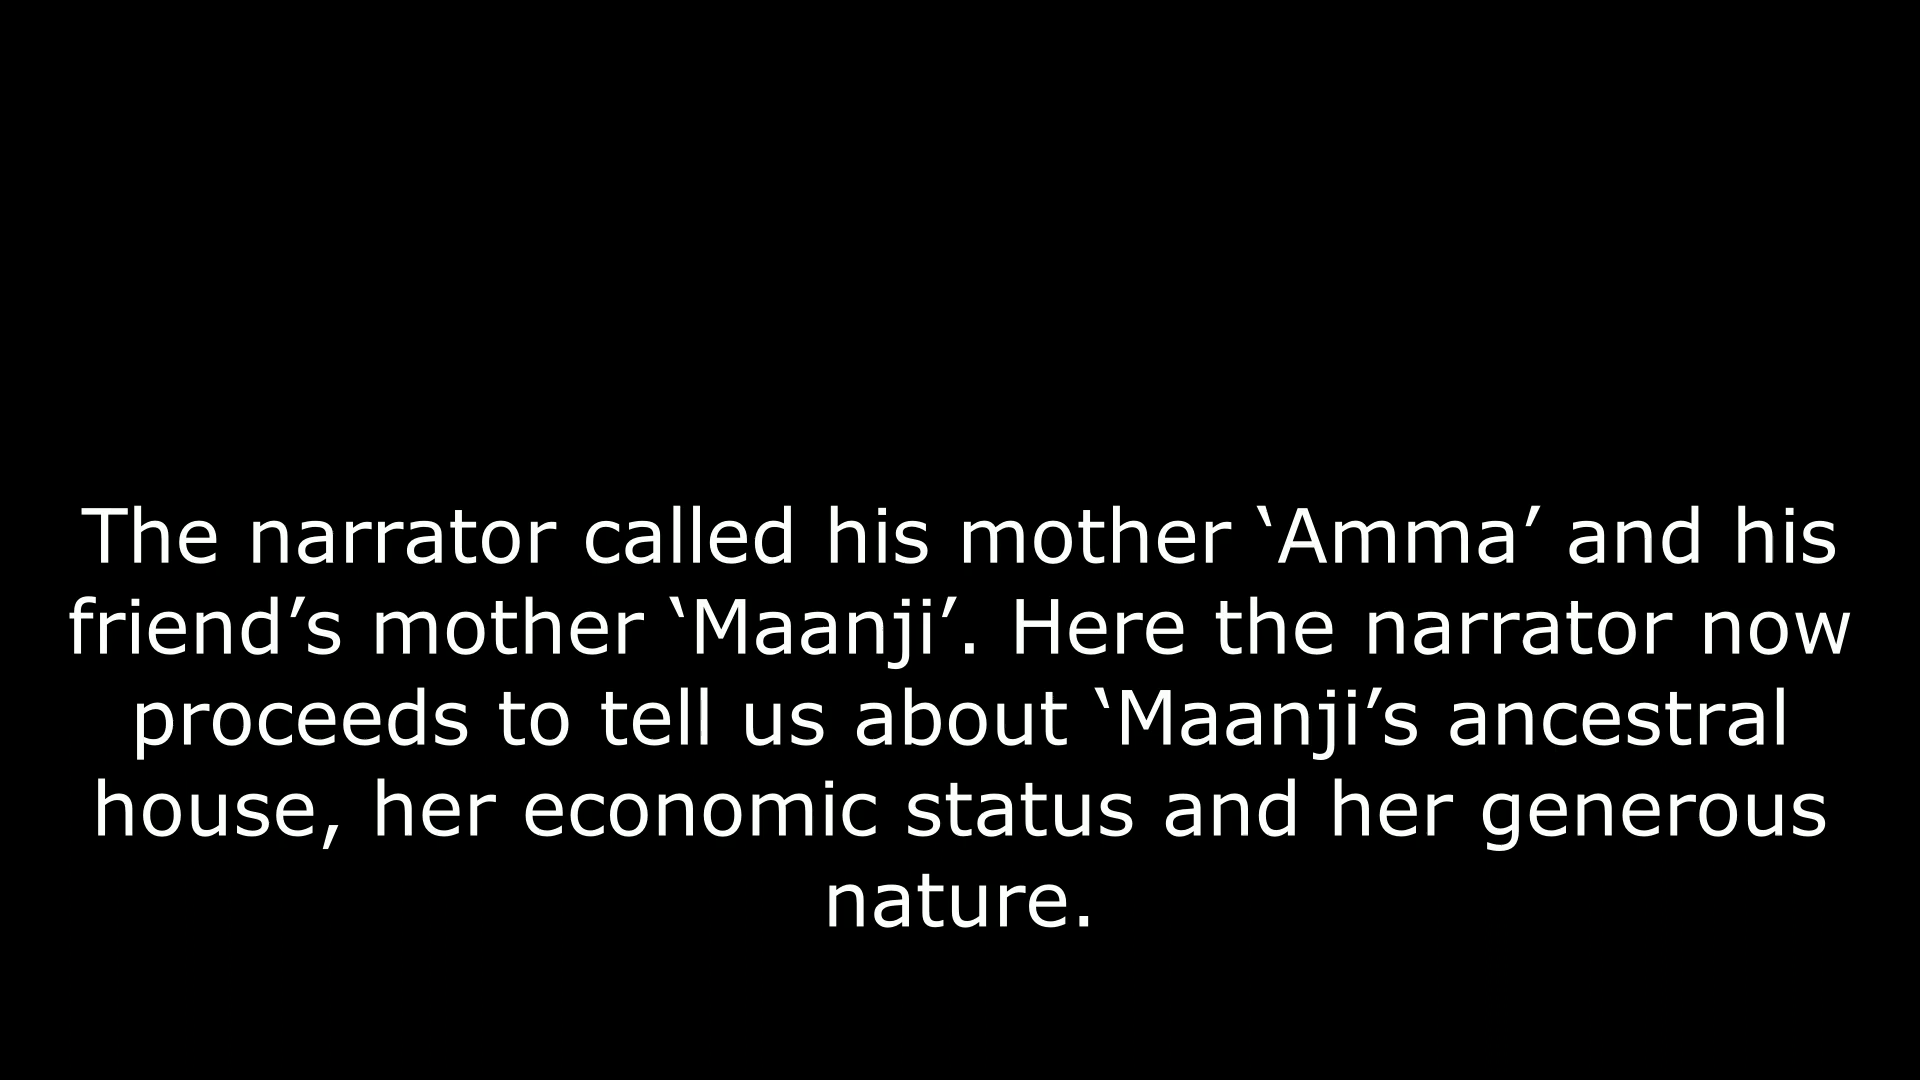 The narrator called his mother ‘Amma’ and his
friend’s mother ‘Maanji’. Here the narrator now
proceeds to tell us about ‘Maanji’s ancestral
house, her economic status and her generous
nature.